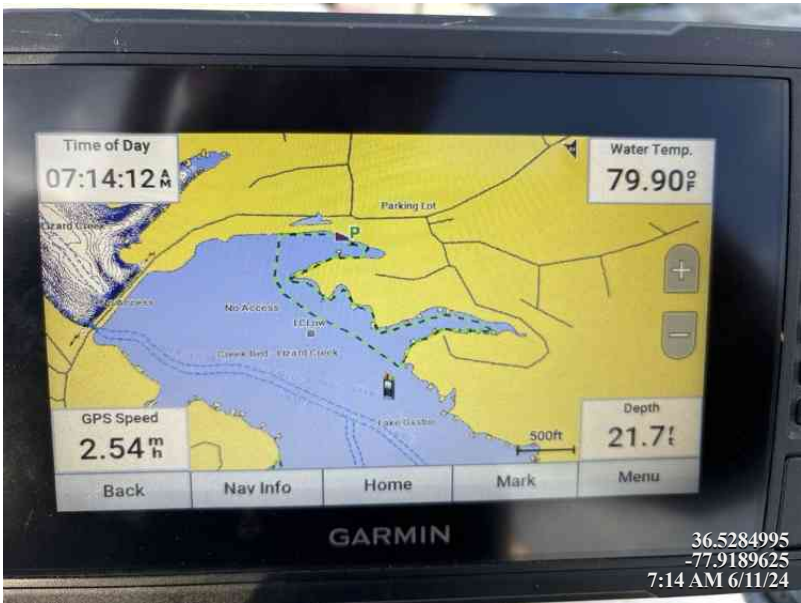 Time of Day
07:14:12 AM
Water Temp.
79.90°F
Parking Lot
Lizard Creek
P
No Access
LCLow
Creek Bed - Lizard Creek
Lake Gaston
GPS Speed
2.54 mh
Depth
21.7 ft
500ft
Back
Nav Info
Home
Mark
Menu
GARMIN
36.5284995
-77.9189625
7:14 AM 6/11/24